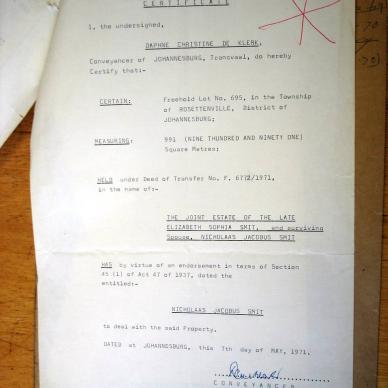 C E R T I F I C A T E
I, the undersigned,
DAPHNE CHRISTINE DE KLERK,
Conveyancer of JOHANNESBURG, Transvaal, do hereby
Certify that:-
CERTAIN: Freehold Lot No. 695, in the Township
of ROSETTENVILLE, District of
JOHANNESBURG;
MEASURING: 991 (NINE HUNDRED AND NINETY ONE)
Square Metres;
HELD under Deed of Transfer No. F. 6772/1971,
in the name of:-
THE JOINT ESTATE OF THE LATE
ELIZABETH SOPHIA SMIT, and surviving
Spouse, NICHOLAAS JACOBUS SMIT
HAS by virtue of an endorsement in terms of Section
45 (1) of Act 47 of 1937, dated the
entitled:-
NICHOLAAS JACOBUS SMIT
to deal with the said Property.
DATED at JOHANNESBURG, this 7th day of MAY, 1971.
C O N V E Y A N C E R